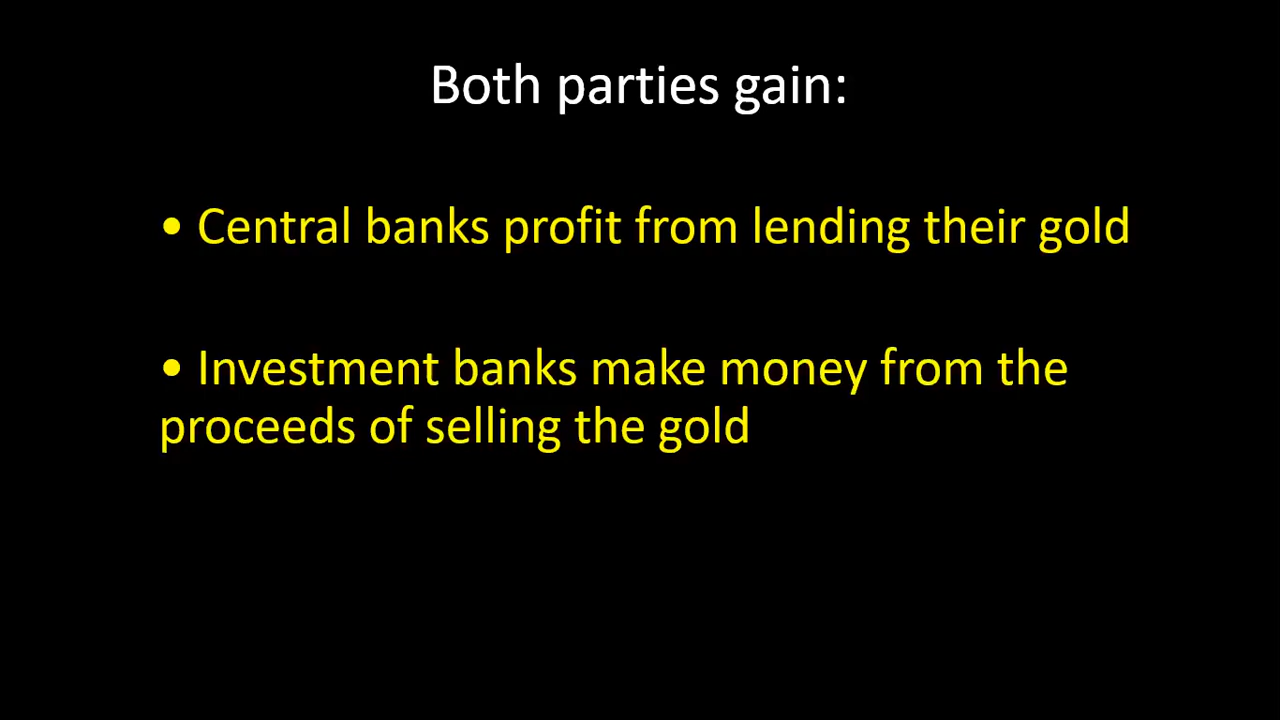 Both parties gain:
• Central banks profit from lending their gold
• Investment banks make money from the
proceeds of selling the gold